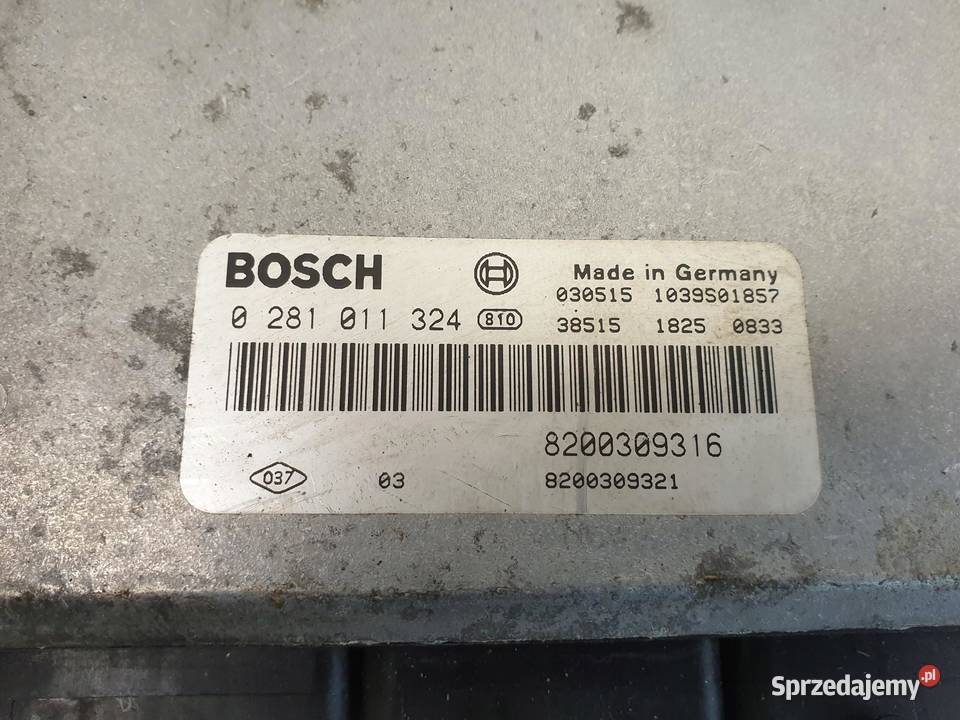 BOSCH
Made in Germany
030515 1039S01857
0 281 011 324 810
38515 1825 0833
8200309316
037 03 8200309321
Sprzedajemy.pl